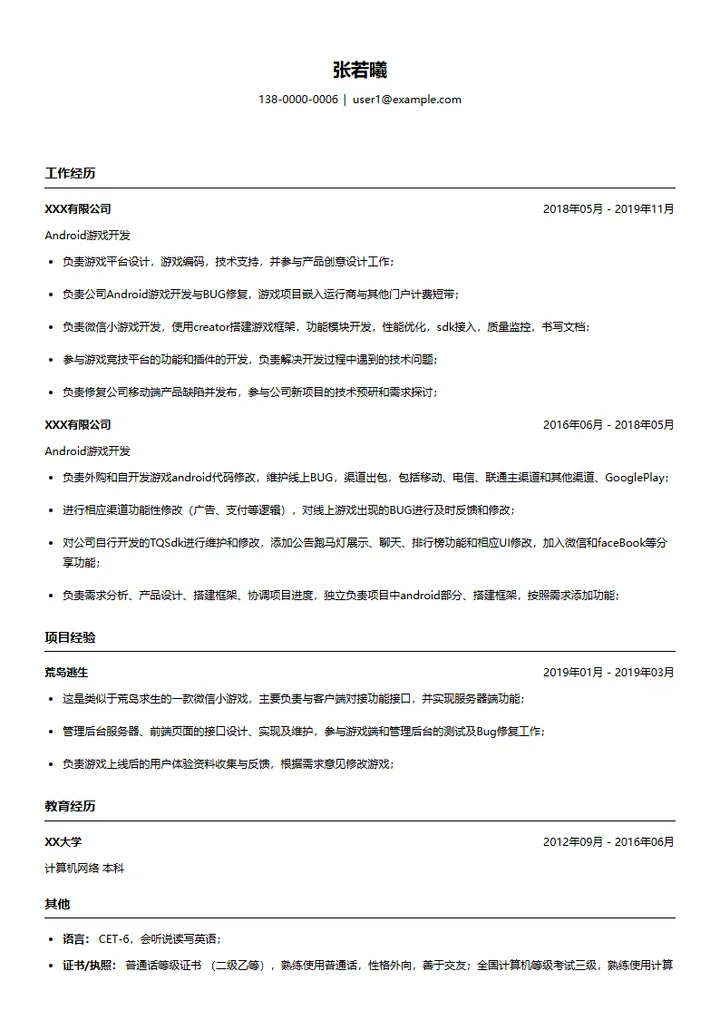 张若曦
138-0000-0006 | user1@example.com
工作经历
XXX有限公司 2018年05月 - 2019年11月
Android游戏开发
• 负责游戏平台设计，游戏编码，技术支持，并参与产品创意设计工作；
• 负责公司Android游戏开发与BUG修复，游戏项目嵌入运行商与其他门户计费短带；
• 负责微信小游戏开发，使用creator搭建游戏框架，功能模块开发，性能优化，sdk接入，质量监控，书写文档；
• 参与游戏竞技平台的功能和插件的开发，负责解决开发过程中遇到的技术问题；
• 负责修复公司移动端产品缺陷并发布，参与公司新项目的技术预研和需求探讨；
XXX有限公司 2016年06月 - 2018年05月
Android游戏开发
• 负责外购和自开发游戏android代码修改，维护线上BUG，渠道出包，包括移动、电信、联通主渠道和其他渠道、GooglePlay；
• 进行相应渠道功能性修改（广告、支付等逻辑），对线上游戏出现的BUG进行及时反馈和修改；
• 对公司自行开发的TQSdk进行维护和修改，添加公告跑马灯展示、聊天、排行榜功能和相应UI修改，加入微信和faceBook等分
享功能；
• 负责需求分析、产品设计、搭建框架、协调项目进度，独立负责项目中android部分、搭建框架，按照需求添加功能；
项目经验
荒岛逃生 2019年01月 - 2019年03月
• 这是类似于荒岛求生的一款微信小游戏，主要负责与客户端对接功能接口，并实现服务器端功能；
• 管理后台服务器、前端页面的接口设计、实现及维护，参与游戏端和管理后台的测试及Bug修复工作；
• 负责游戏上线后的用户体验资料收集与反馈，根据需求意见修改游戏；
教育经历
XX大学 2012年09月 - 2016年06月
计算机网络 本科
其他
• 语言： CET-6，会听说读写英语；
• 证书/执照： 普通话等级证书 （二级乙等），熟练使用普通话，性格外向，善于交友；全国计算机等级考试三级，熟练使用计算